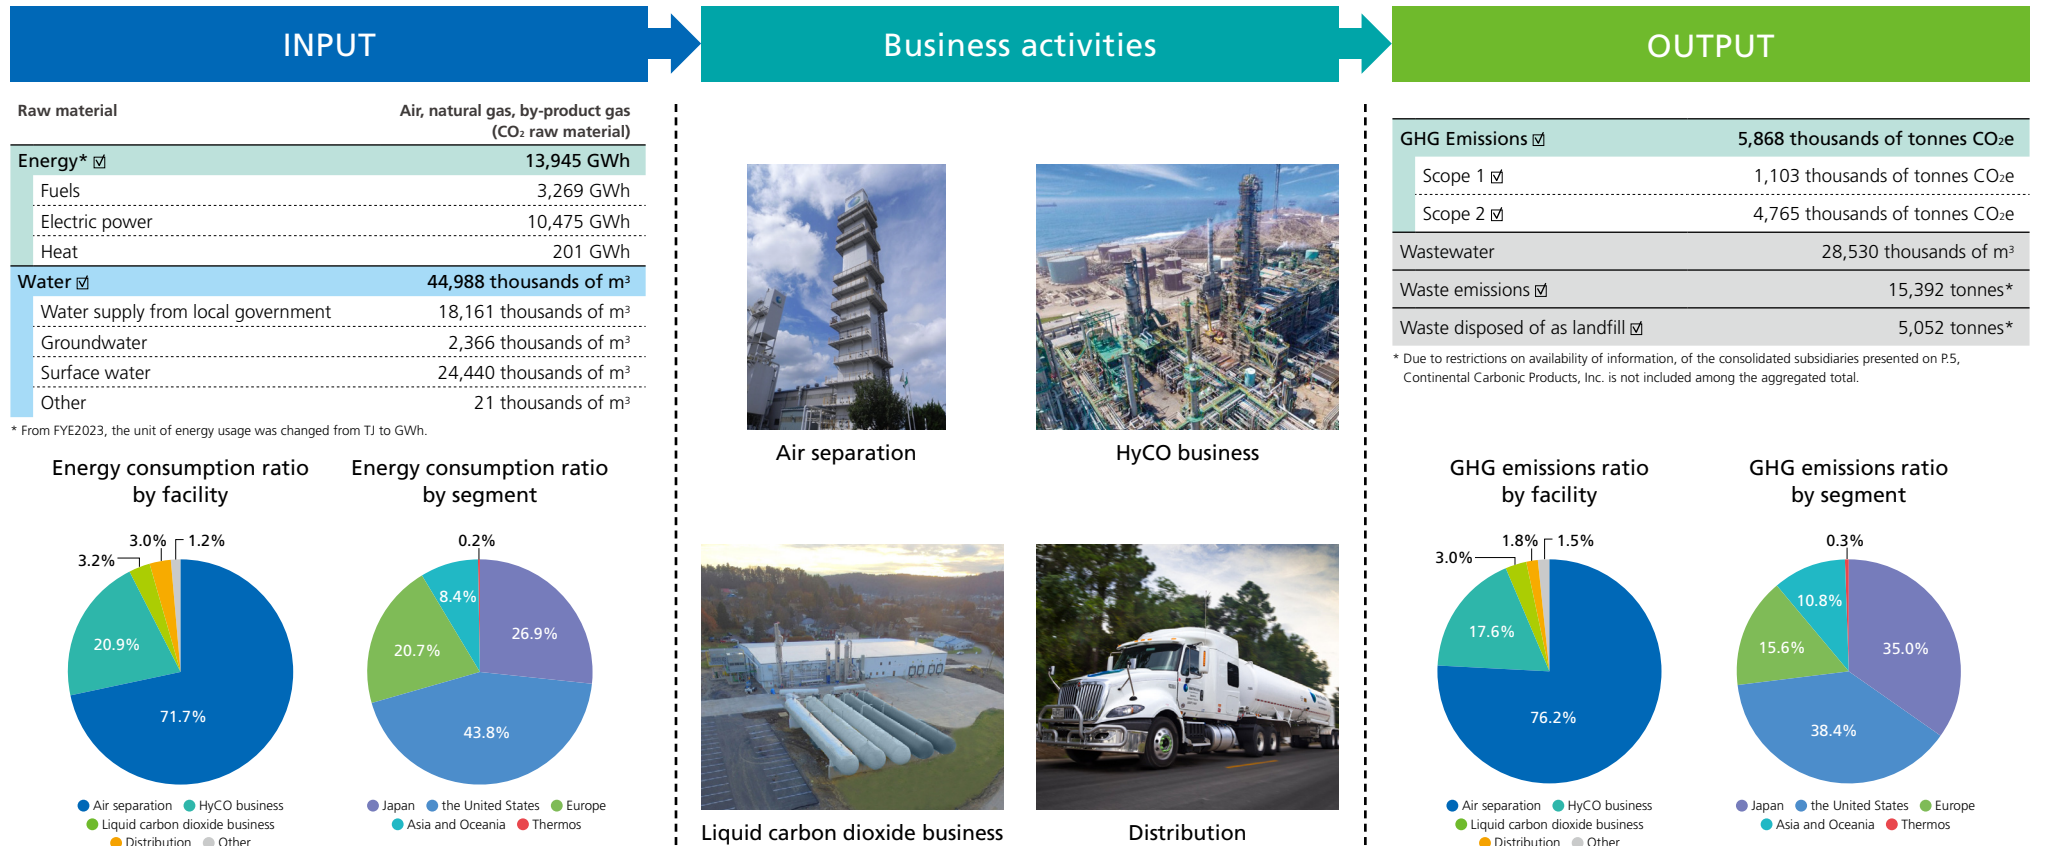 INPUT
Raw material
Air, natural gas, by-product gas
(CO₂ raw material)
Energy* ☑ 13,945 GWh
Fuels 3,269 GWh
Electric power 10,475 GWh
Heat 201 GWh
Water ☑ 44,988 thousands of m³
Water supply from local government 18,161 thousands of m³
Groundwater 2,366 thousands of m³
Surface water 24,440 thousands of m³
Other 21 thousands of m³
* From FYE2023, the unit of energy usage was changed from TJ to GWh.
Energy consumption ratio
by facility
3.0% 1.2%
3.2%
20.9%
71.7%
Air separation HyCO business
Liquid carbon dioxide business
Distribution Other
Energy consumption ratio
by segment
0.2%
8.4%
26.9%
20.7%
43.8%
Japan the United States Europe
Asia and Oceania Thermos
Business activities
Air separation
HyCO business
Liquid carbon dioxide business
Distribution
OUTPUT
GHG Emissions ☑ 5,868 thousands of tonnes CO₂e
Scope 1 ☑ 1,103 thousands of tonnes CO₂e
Scope 2 ☑ 4,765 thousands of tonnes CO₂e
Wastewater 28,530 thousands of m³
Waste emissions ☑ 15,392 tonnes*
Waste disposed of as landfill ☑ 5,052 tonnes*
* Due to restrictions on availability of information, of the consolidated subsidiaries presented on P.5,
Continental Carbonic Products, Inc. is not included among the aggregated total.
GHG emissions ratio
by facility
1.8% 1.5%
3.0%
17.6%
76.2%
Air separation HyCO business
Liquid carbon dioxide business
Distribution Other
GHG emissions ratio
by segment
0.3%
10.8%
15.6%
35.0%
38.4%
Japan the United States Europe
Asia and Oceania Thermos